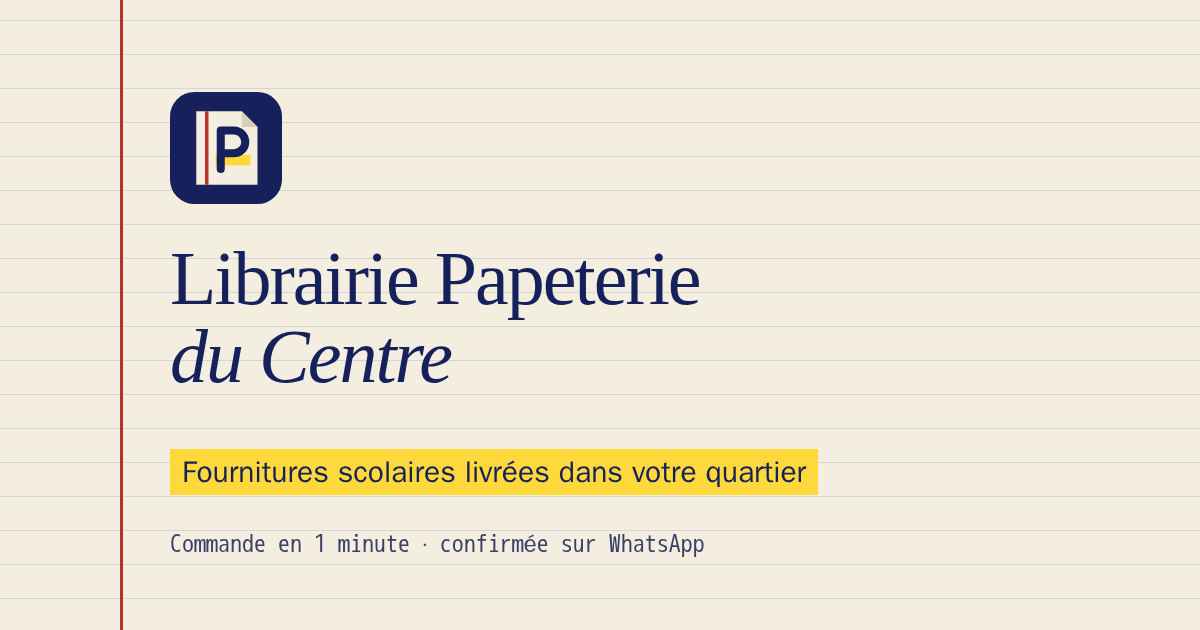 P
Librairie Papeterie
du Centre
Fournitures scolaires livrées dans votre quartier
Commande en 1 minute · confirmée sur WhatsApp